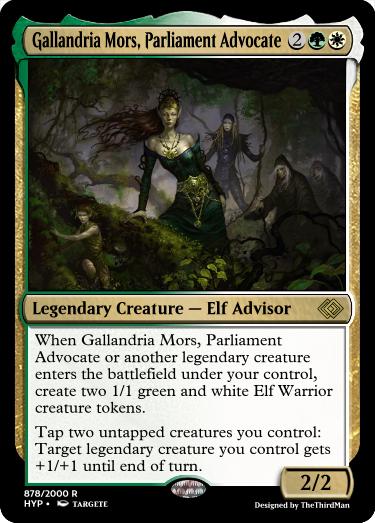 Gallandria Mors, Parliament Advocate 2
Legendary Creature — Elf Advisor
When Gallandria Mors, Parliament
Advocate or another legendary creature
enters the battlefield under your control,
create two 1/1 green and white Elf Warrior
creature tokens.
Tap two untapped creatures you control:
Target legendary creature you control gets
+1/+1 until end of turn.
2/2
878/2000 R
HYP • TARGETE
Designed by TheThirdMan